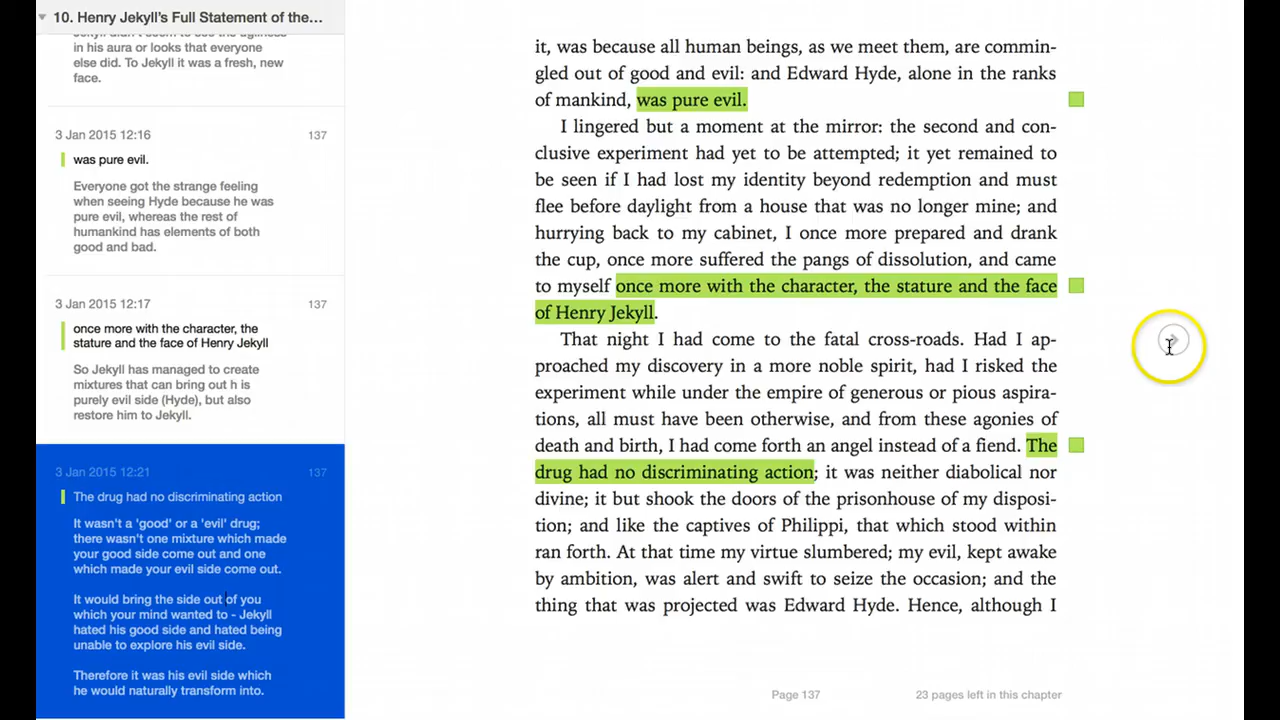 10. Henry Jekyll's Full Statement of the…
Jekyll didn't seem to see the ugliness
in his aura or looks that everyone
else did. To Jekyll it was a fresh, new
face.
3 Jan 2015 12:16 137
was pure evil.
Everyone got the strange feeling
when seeing Hyde because he was
pure evil, whereas the rest of
humankind has elements of both
good and bad.
3 Jan 2015 12:17 137
once more with the character, the
stature and the face of Henry Jekyll
So Jekyll has managed to create
mixtures that can bring out h is
purely evil side (Hyde), but also
restore him to Jekyll.
3 Jan 2015 12:21 137
The drug had no discriminating action
It wasn't a 'good' or a 'evil' drug;
there wasn't one mixture which made
your good side come out and one
which made your evil side come out.
It would bring the side out of you
which your mind wanted to - Jekyll
hated his good side and hated being
unable to explore his evil side.
Therefore it was his evil side which
he would naturally transform into.
it, was because all human beings, as we meet them, are commin-
gled out of good and evil: and Edward Hyde, alone in the ranks
of mankind, was pure evil.
I lingered but a moment at the mirror: the second and con-
clusive experiment had yet to be attempted; it yet remained to
be seen if I had lost my identity beyond redemption and must
flee before daylight from a house that was no longer mine; and
hurrying back to my cabinet, I once more prepared and drank
the cup, once more suffered the pangs of dissolution, and came
to myself once more with the character, the stature and the face
of Henry Jekyll.
That night I had come to the fatal cross-roads. Had I ap-
proached my discovery in a more noble spirit, had I risked the
experiment while under the empire of generous or pious aspira-
tions, all must have been otherwise, and from these agonies of
death and birth, I had come forth an angel instead of a fiend. The
drug had no discriminating action; it was neither diabolical nor
divine; it but shook the doors of the prisonhouse of my disposi-
tion; and like the captives of Philippi, that which stood within
ran forth. At that time my virtue slumbered; my evil, kept awake
by ambition, was alert and swift to seize the occasion; and the
thing that was projected was Edward Hyde. Hence, although I
Page 137 23 pages left in this chapter